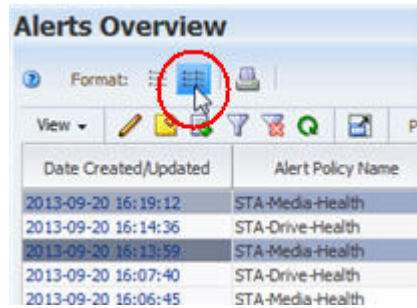 Alerts Overview
Format:
View
Date Created/Updated Alert Policy Name
2013-09-20 16:19:12 STA-Media-Health
2013-09-20 16:14:36 STA-Drive-Health
2013-09-20 16:13:59 STA-Media-Health
2013-09-20 16:07:40 STA-Drive-Health
2013-09-20 16:06:45 STA-Media-Health